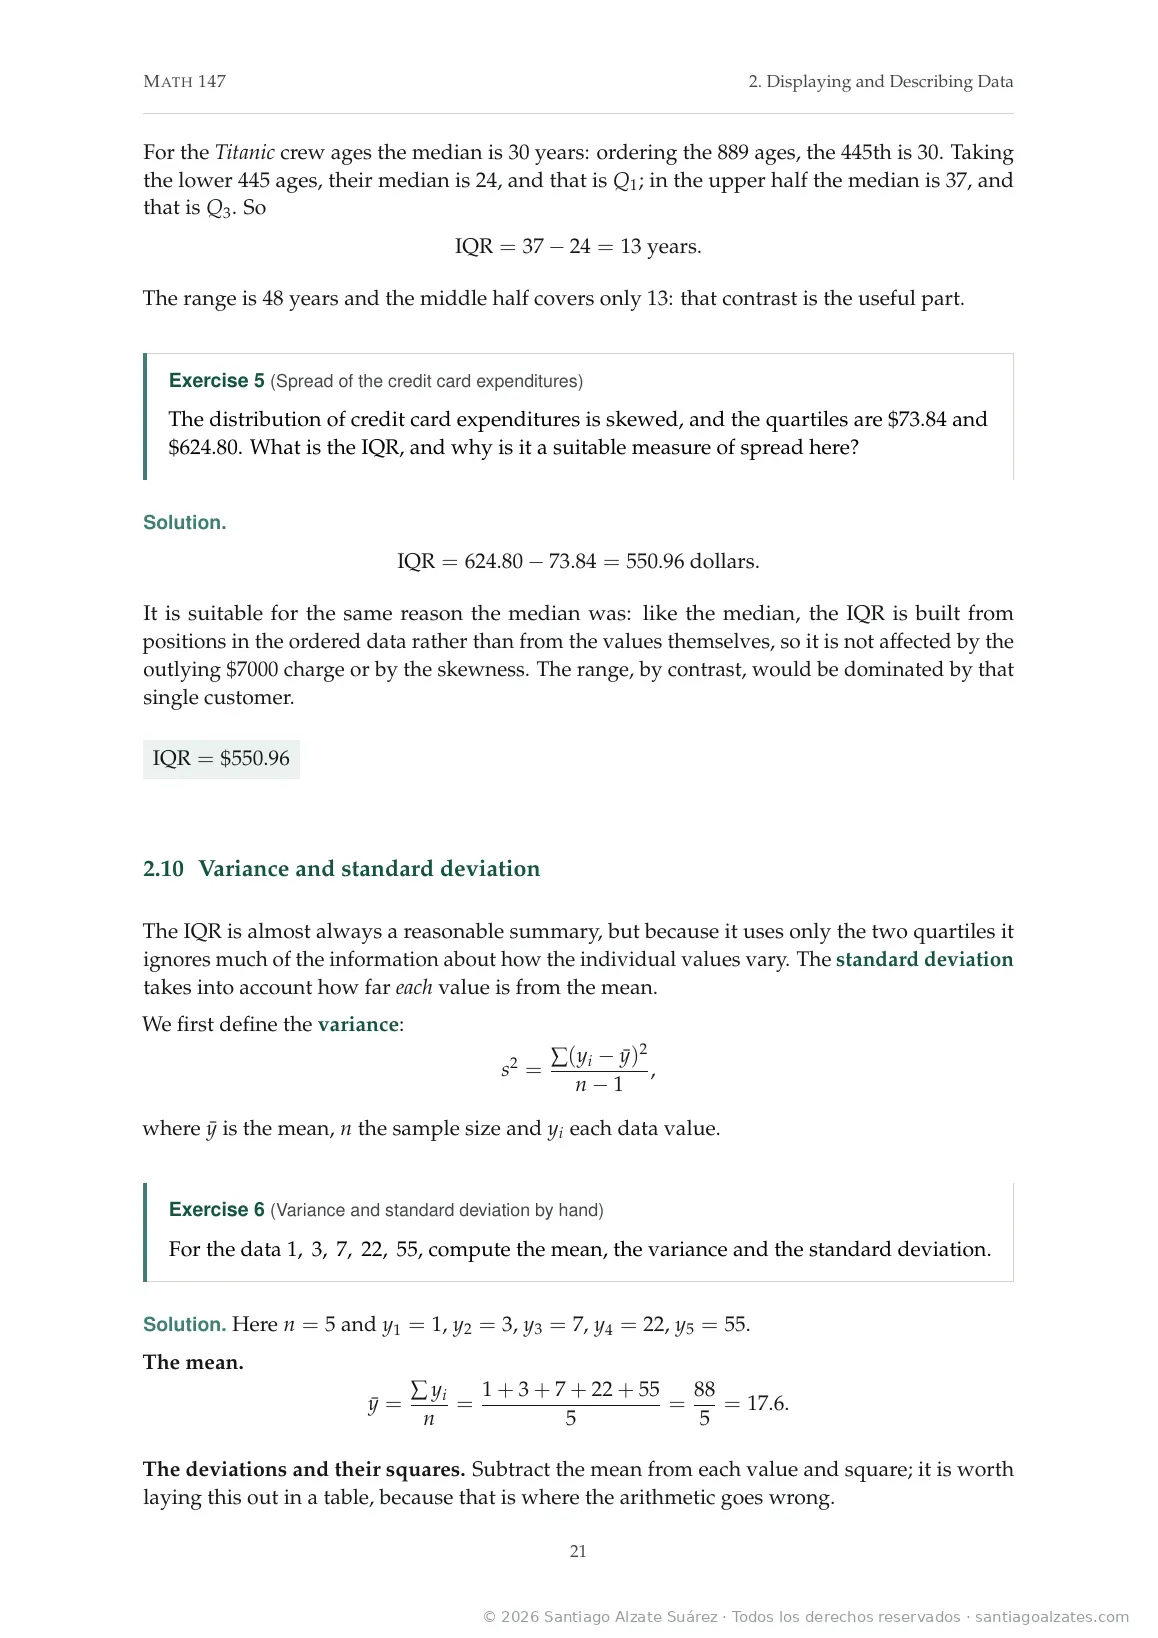 MATH 147 2. Displaying and Describing Data
For the Titanic crew ages the median is 30 years: ordering the 889 ages, the 445th is 30. Taking
the lower 445 ages, their median is 24, and that is Q₁; in the upper half the median is 37, and
that is Q₃. So
IQR = 37 − 24 = 13 years.
The range is 48 years and the middle half covers only 13: that contrast is the useful part.
Exercise 5 (Spread of the credit card expenditures)
The distribution of credit card expenditures is skewed, and the quartiles are $73.84 and
$624.80. What is the IQR, and why is it a suitable measure of spread here?
Solution.
IQR = 624.80 − 73.84 = 550.96 dollars.
It is suitable for the same reason the median was: like the median, the IQR is built from
positions in the ordered data rather than from the values themselves, so it is not affected by the
outlying $7000 charge or by the skewness. The range, by contrast, would be dominated by that
single customer.
IQR = $550.96
2.10 Variance and standard deviation
The IQR is almost always a reasonable summary, but because it uses only the two quartiles it
ignores much of the information about how the individual values vary. The standard deviation
takes into account how far each value is from the mean.
We first define the variance:
s² = ∑(yᵢ − ȳ)² / (n − 1),
where ȳ is the mean, n the sample size and yᵢ each data value.
Exercise 6 (Variance and standard deviation by hand)
For the data 1, 3, 7, 22, 55, compute the mean, the variance and the standard deviation.
Solution. Here n = 5 and y₁ = 1, y₂ = 3, y₃ = 7, y₄ = 22, y₅ = 55.
The mean.
ȳ = ∑ yᵢ / n = (1 + 3 + 7 + 22 + 55) / 5 = 88 / 5 = 17.6.
The deviations and their squares. Subtract the mean from each value and square; it is worth
laying this out in a table, because that is where the arithmetic goes wrong.
21
© 2026 Santiago Alzate Suárez · Todos los derechos reservados · santiagoalzates.com